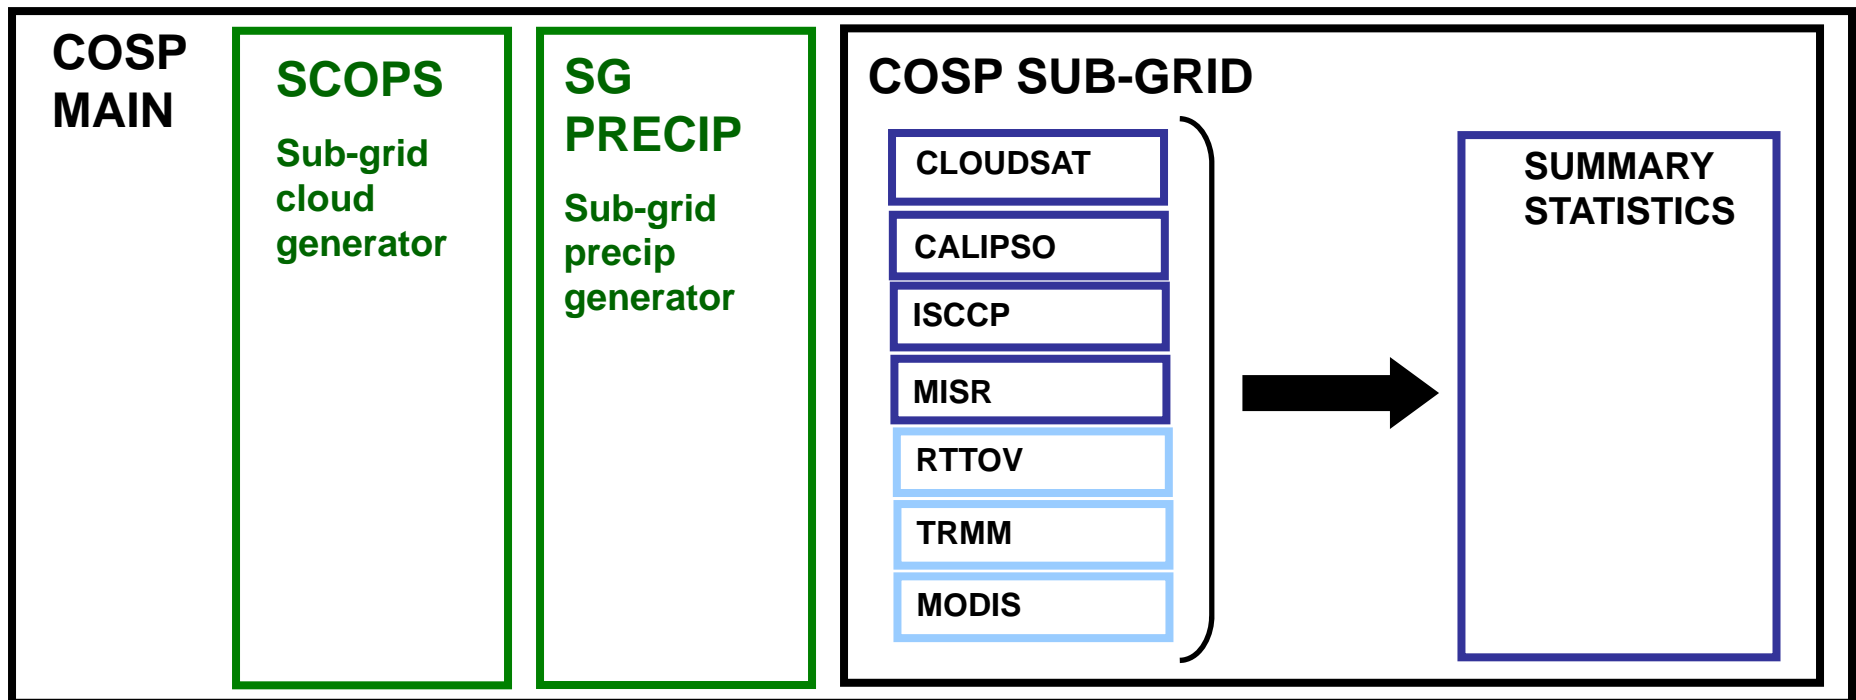 COSP
MAIN
SCOPS
Sub-grid
cloud
generator
SG
PRECIP
Sub-grid
precip
generator
COSP SUB-GRID
CLOUDSAT
CALIPSO
ISCCP
MISR
RTTOV
TRMM
MODIS
SUMMARY
STATISTICS